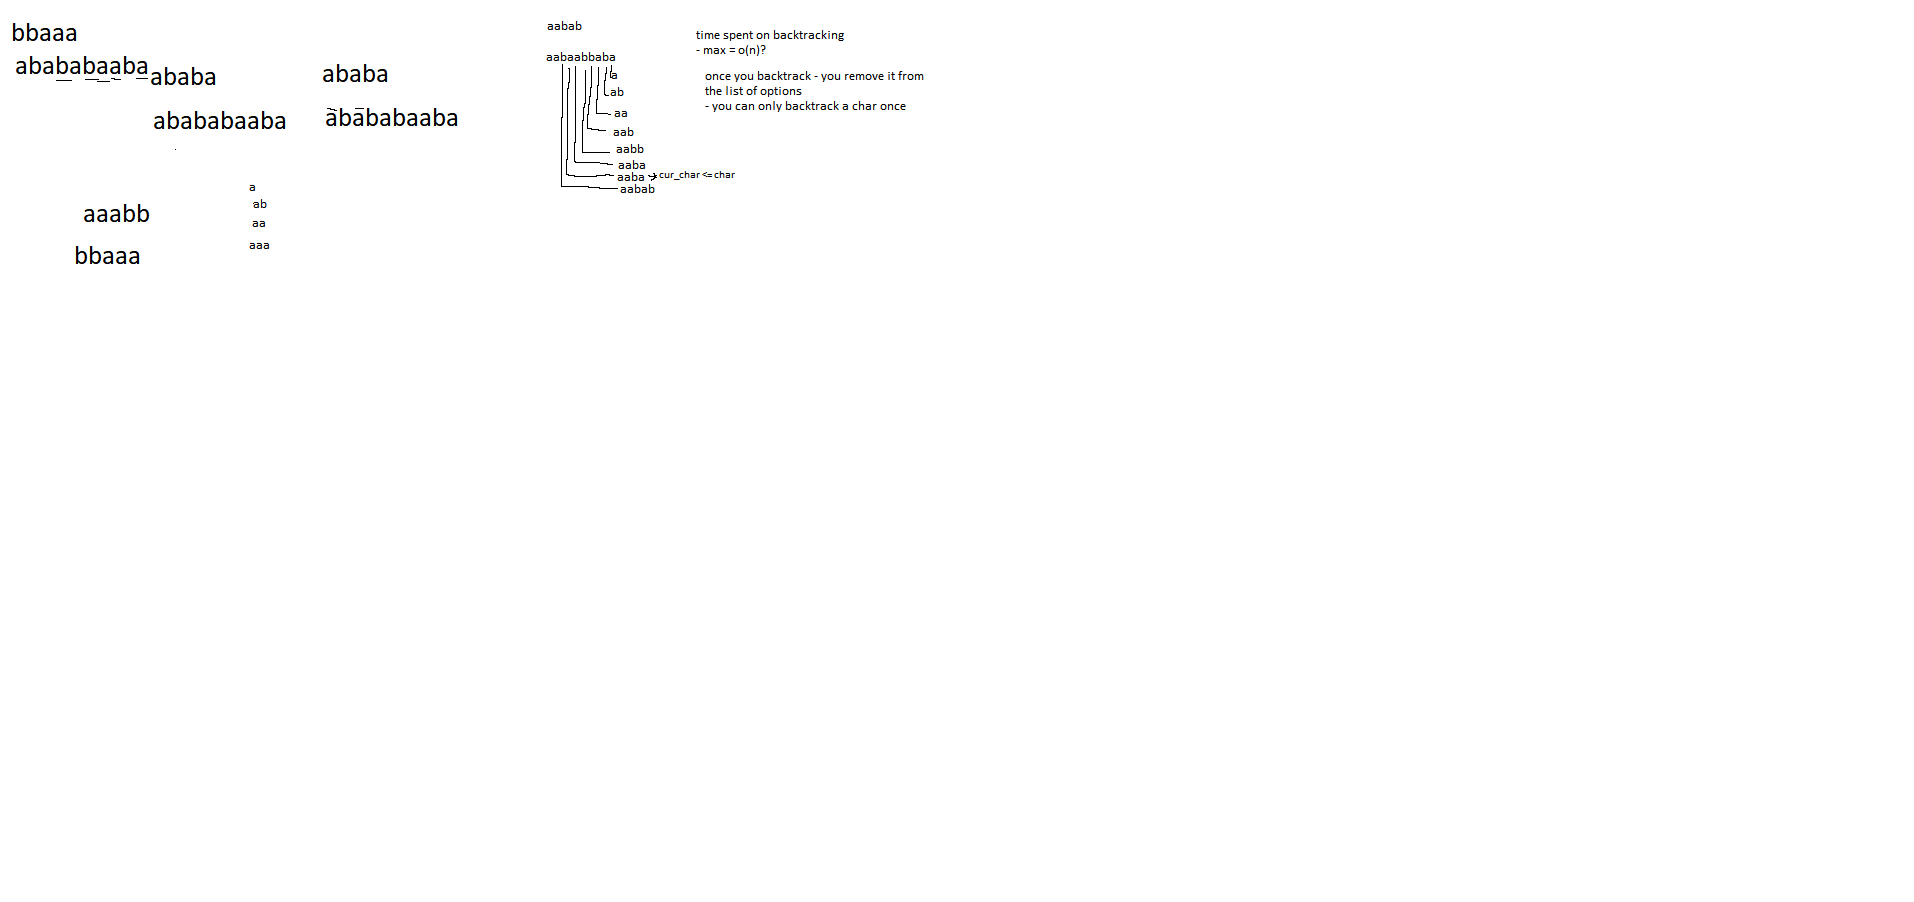 bbaaa
abababaaba
ababa
abababaaba
ababa
abababaaba
aaabb
bbaaa
a
ab
aa
aaa
aabab
aabaabbaba
a
ab
aa
aab
aabb
aaba
aaba -> cur_char <= char
aabab
time spent on backtracking
- max = o(n)?
once you backtrack - you remove it from
the list of options
- you can only backtrack a char once